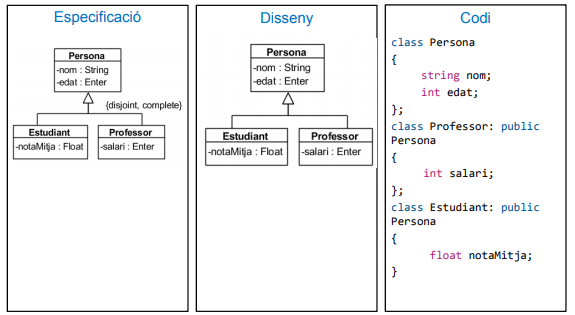 Especificació
Persona
-nom : String
-edat : Enter
{disjoint, complete}
Estudiant
-notaMitja : Float
Professor
-salari : Enter
Disseny
Persona
-nom : String
-edat : Enter
Estudiant
-notaMitja : Float
Professor
-salari : Enter
Codi
class Persona
{
string nom;
int edat;
};
class Professor: public
Persona
{
int salari;
};
class Estudiant: public
Persona
{
float notaMitja;
}